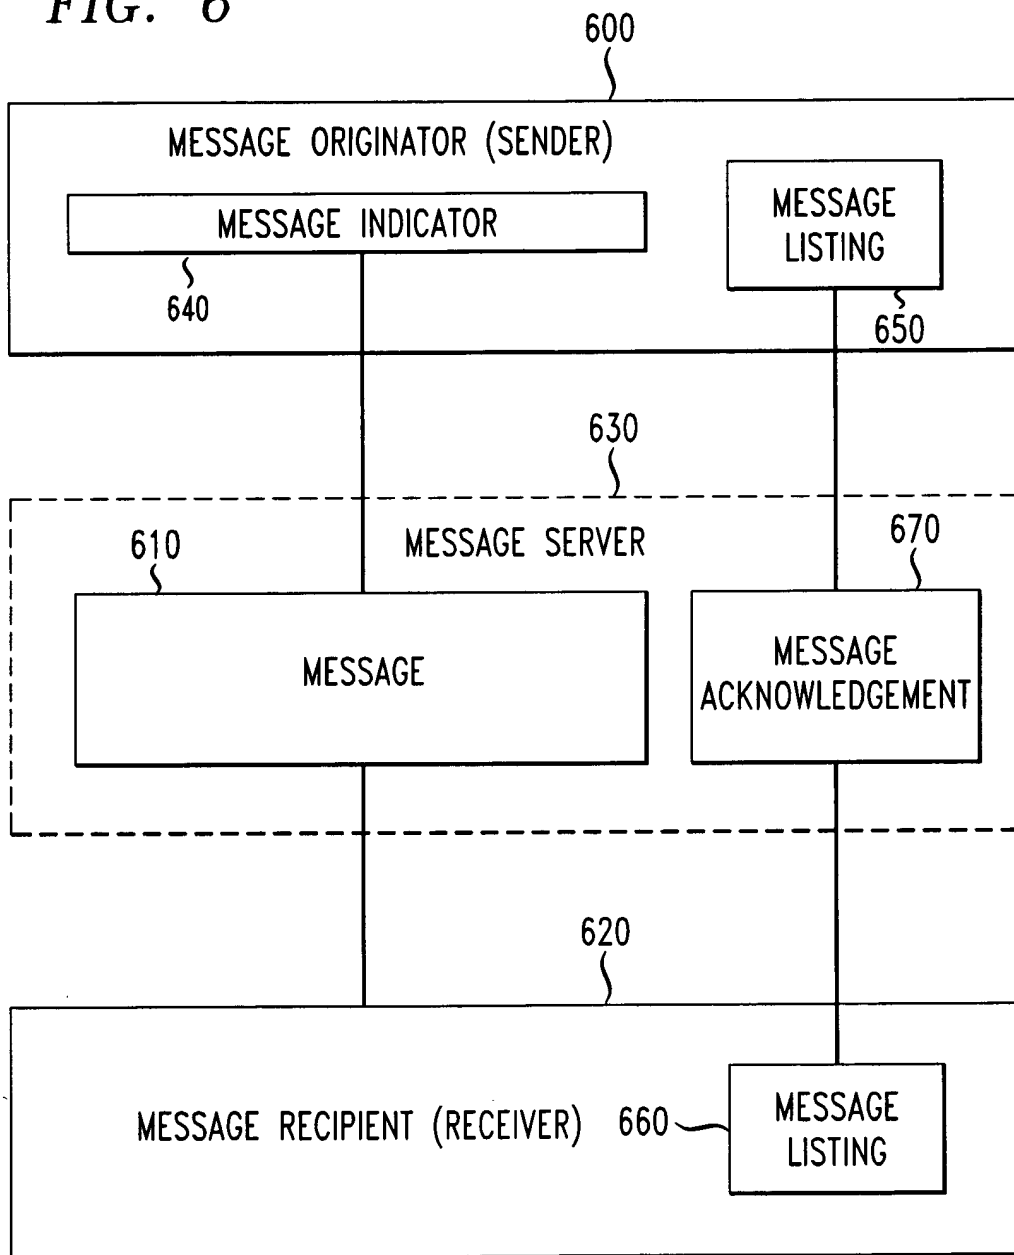 FIG. 6
600
MESSAGE ORIGINATOR (SENDER)
MESSAGE INDICATOR
640
MESSAGE
LISTING
650
630
MESSAGE SERVER
610
MESSAGE
670
MESSAGE
ACKNOWLEDGEMENT
620
MESSAGE RECIPIENT (RECEIVER)
660
MESSAGE
LISTING